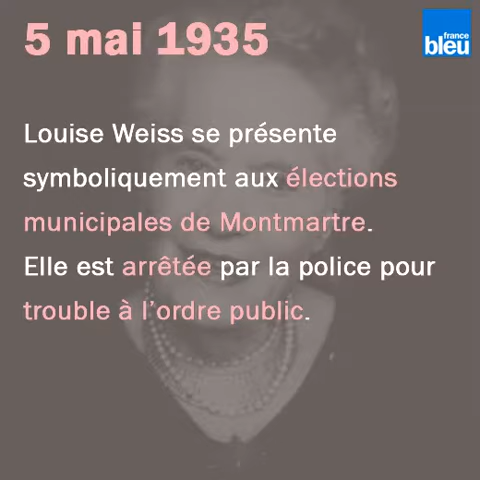 5 mai 1935
france
bleu
Louise Weiss se présente
symboliquement aux élections
municipales de Montmartre.
Elle est arrêtée par la police pour
trouble à l'ordre public.